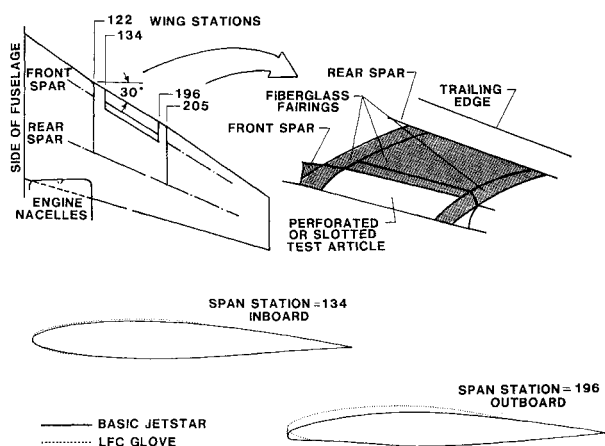 122 WING STATIONS
134
SIDE OF FUSELAGE
FRONT
SPAR
30°
196
205
REAR
SPAR
ENGINE
NACELLES
REAR SPAR
TRAILING
EDGE
FIBERGLASS
FAIRINGS
FRONT SPAR
PERFORATED
OR SLOTTED
TEST ARTICLE
SPAN STATION=134
INBOARD
SPAN STATION=196
OUTBOARD
BASIC JETSTAR
LFC GLOVE